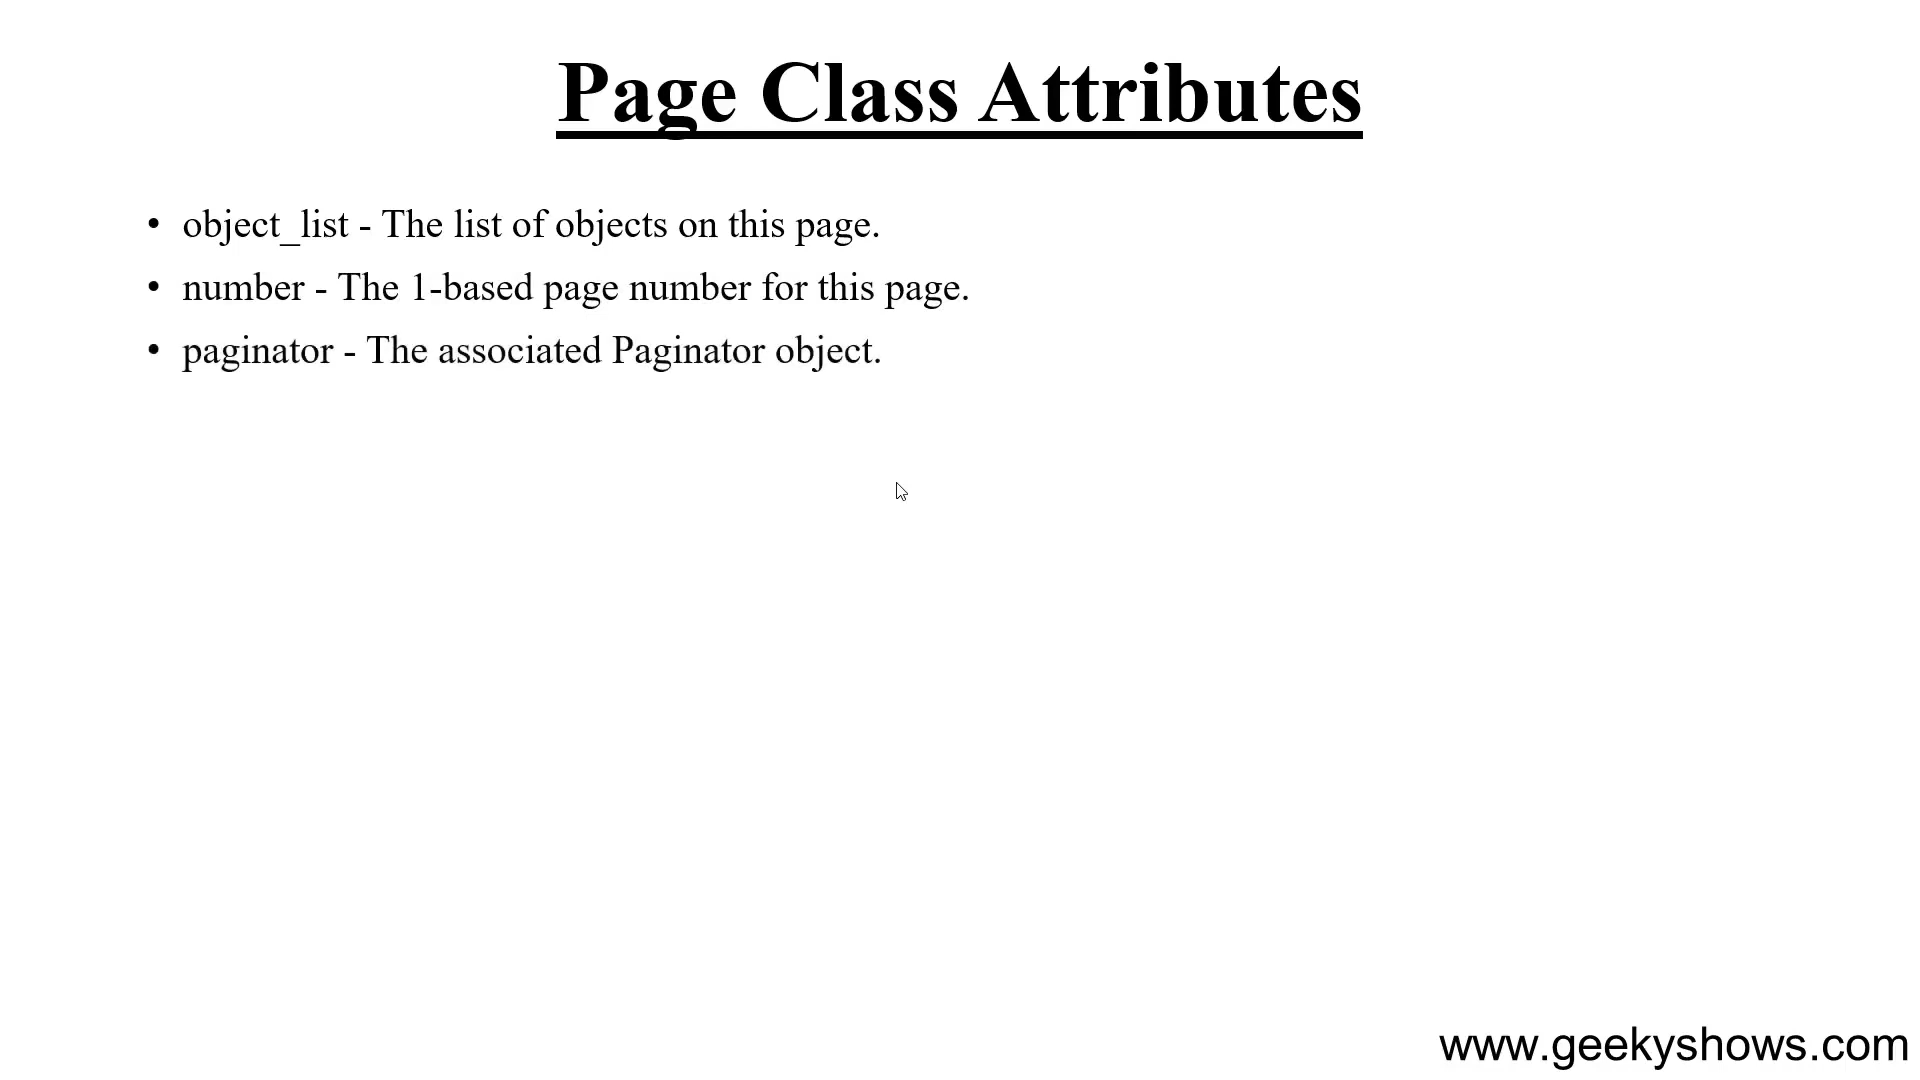 Page Class Attributes
• object_list - The list of objects on this page.
• number - The 1-based page number for this page.
• paginator - The associated Paginator object.
www.geekyshows.com